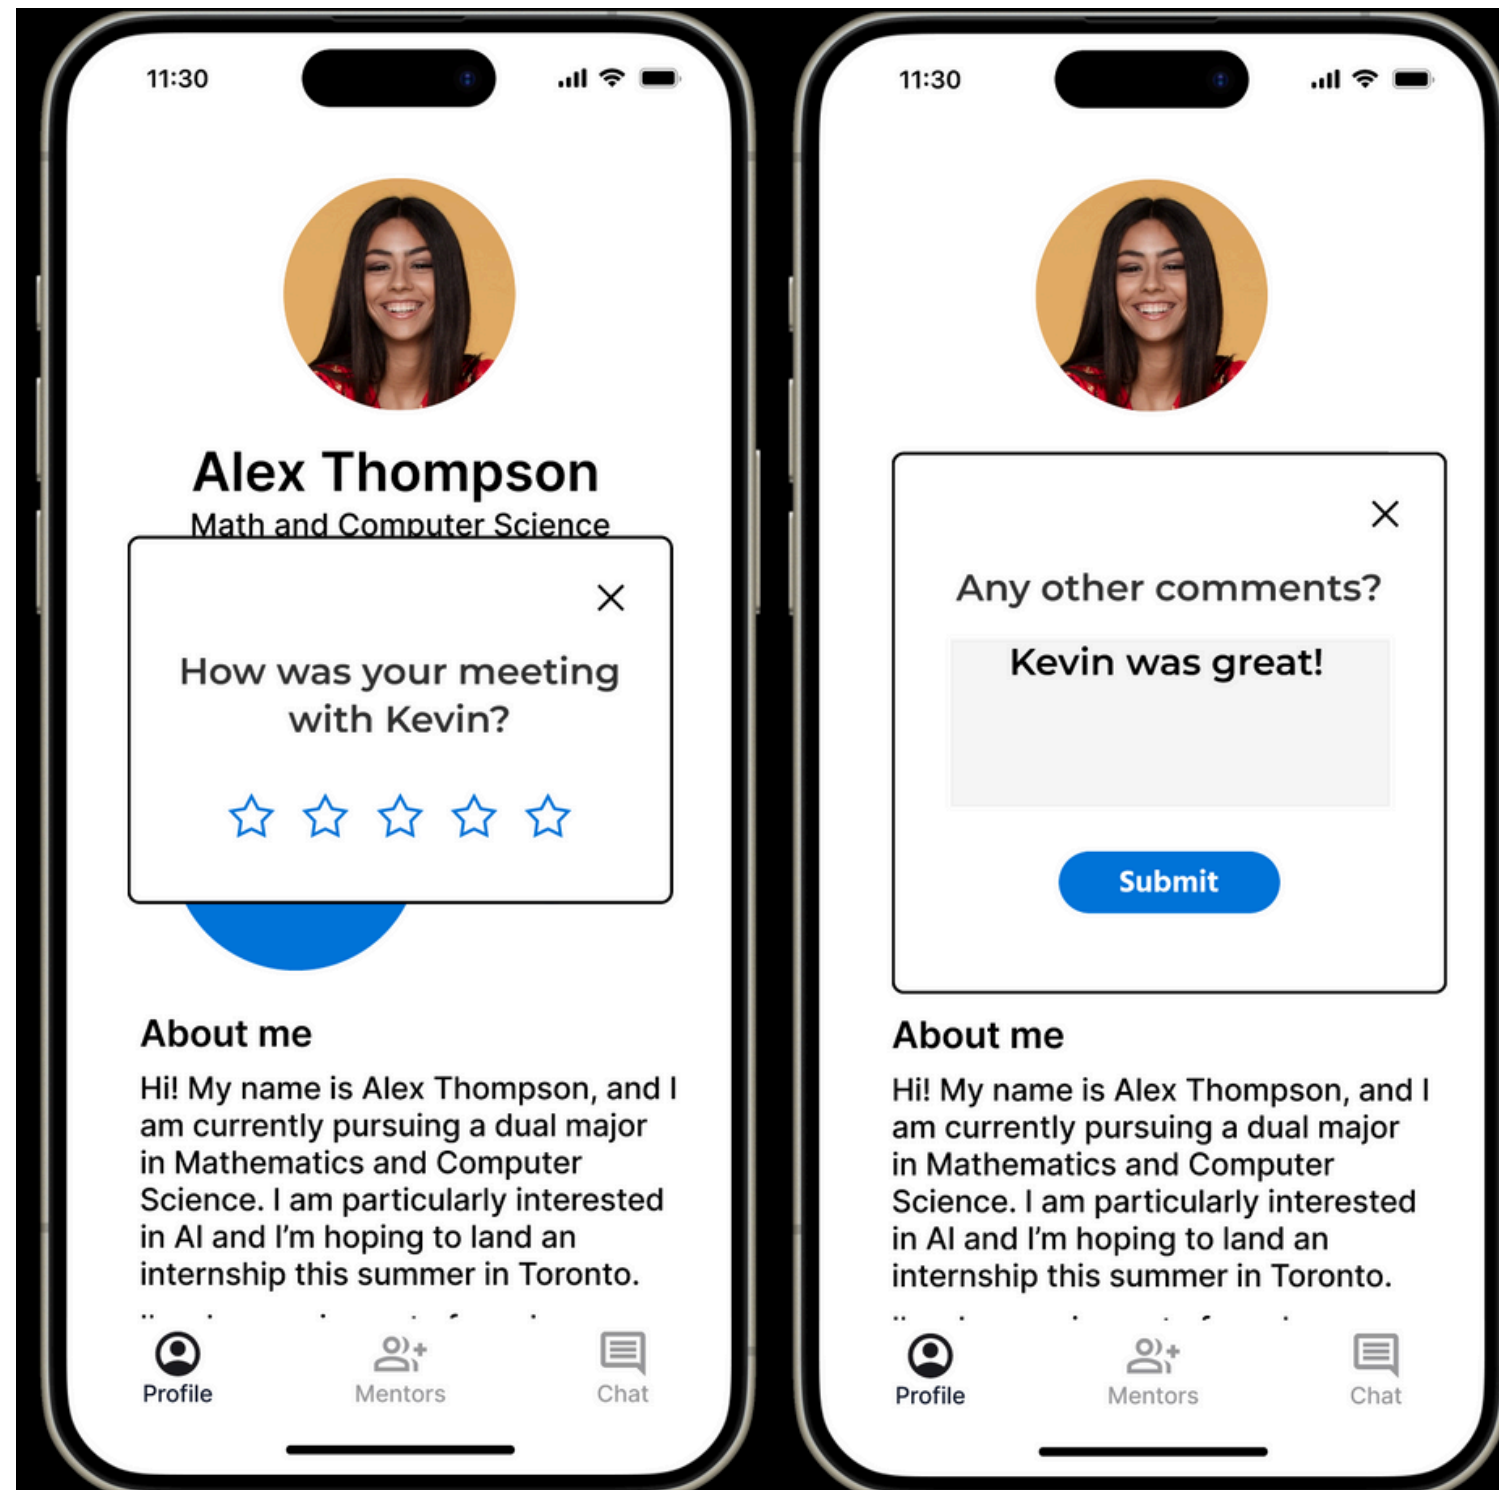 11:30
Alex Thompson
Math and Computer Science
How was your meeting
with Kevin?
About me
Hi! My name is Alex Thompson, and I
am currently pursuing a dual major
in Mathematics and Computer
Science. I am particularly interested
in AI and I'm hoping to land an
internship this summer in Toronto.
Profile
Mentors
Chat
11:30
Any other comments?
Kevin was great!
Submit
About me
Hi! My name is Alex Thompson, and I
am currently pursuing a dual major
in Mathematics and Computer
Science. I am particularly interested
in AI and I'm hoping to land an
internship this summer in Toronto.
Profile
Mentors
Chat